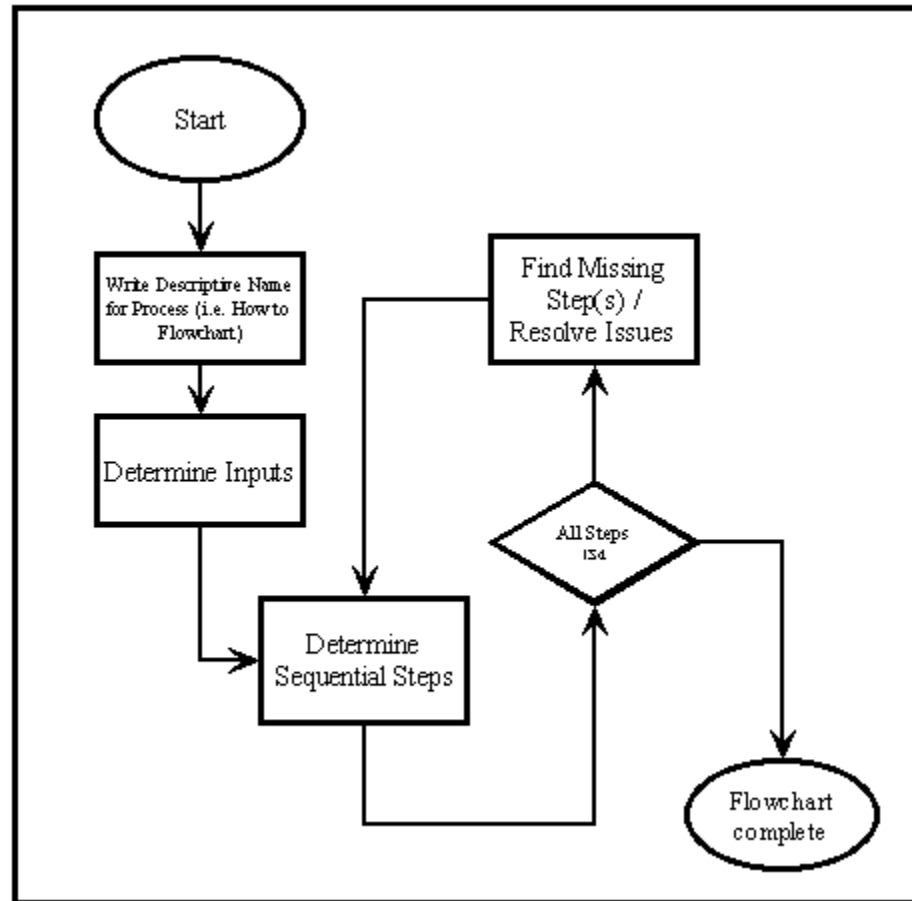 Start
Write Descriptive Name
for Process (i.e. How to
Flowchart)
Determine Inputs
Determine
Sequential Steps
Find Missing
Step(s) /
Resolve Issues
All Steps
Flowchart
complete